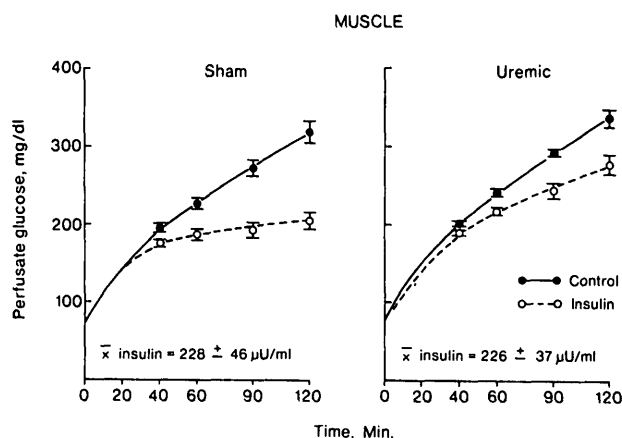 MUSCLE
Sham
Uremic
Perfusate glucose, mg/dl
400
300
200
100
Control
Insulin
x̄ insulin = 228 ± 46 µU/ml
x̄ insulin = 226 ± 37 µU/ml
0 20 40 60 90 120
0 20 40 60 90 120
Time, Min.